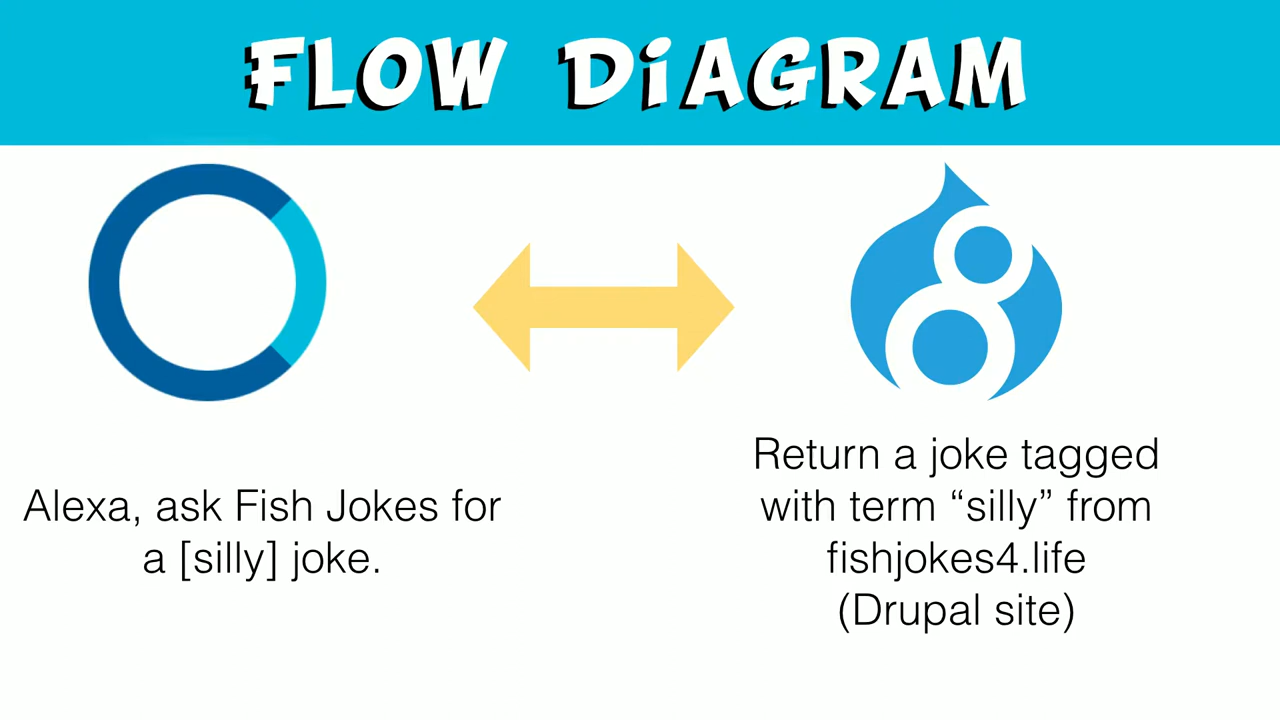 FLOW DiAGRAM
Alexa, ask Fish Jokes for
a [silly] joke.
Return a joke tagged
with term “silly” from
fishjokes4.life
(Drupal site)